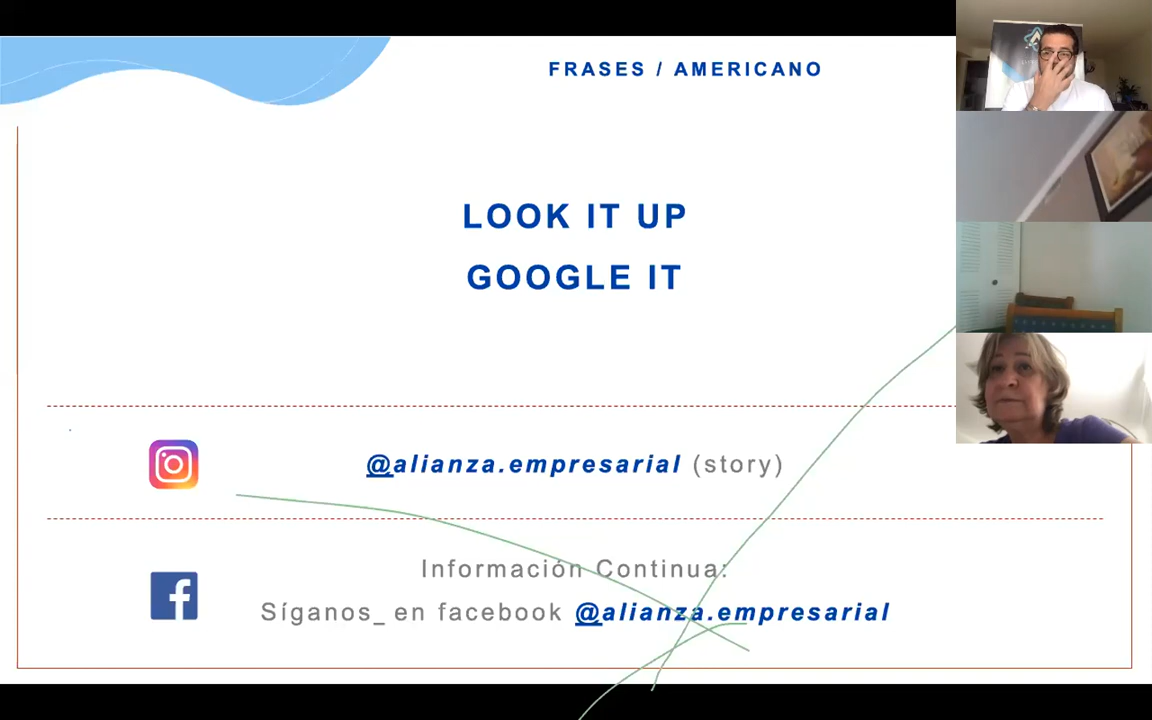 FRASES / AMERICANO
LOOK IT UP
GOOGLE IT
@alianza.empresarial (story)
Información Continua:
Síganos_ en facebook @alianza.empresarial